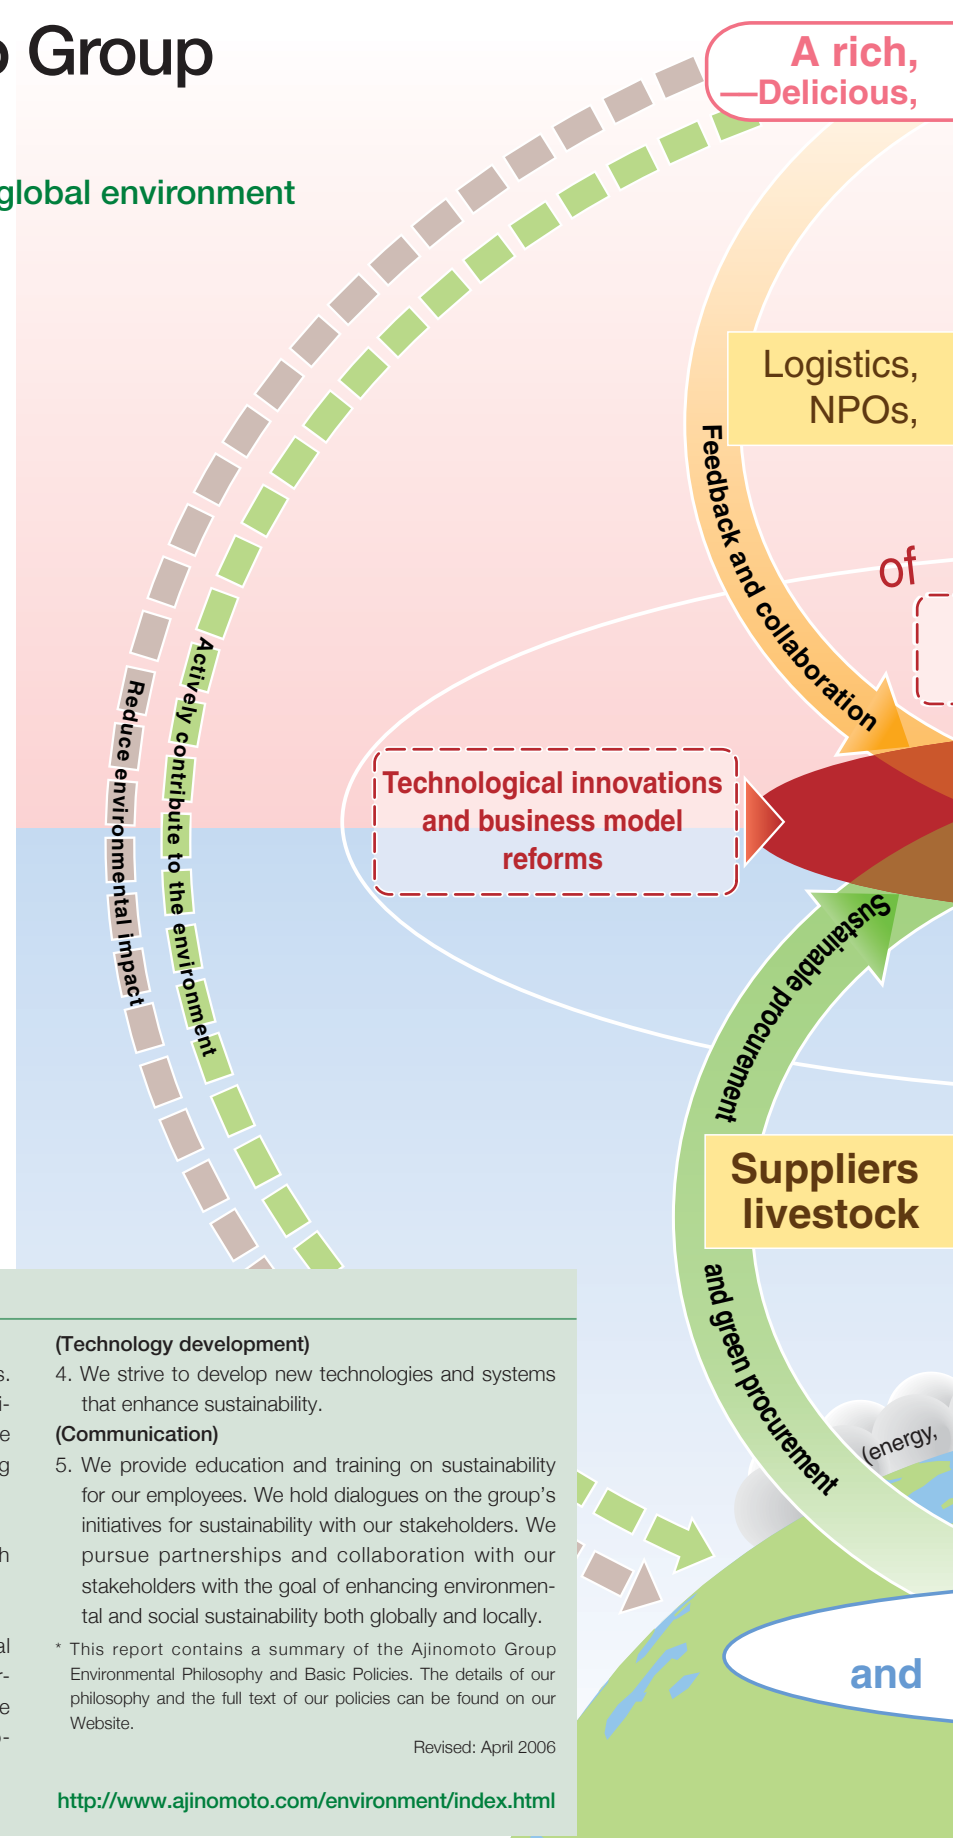 o Group
global environment
A rich,
—Delicious,
Logistics,
NPOs,
Feedback and collaboration
of
Actively contribute to the environment
Reduce environmental impact
Technological innovations
and business model
reforms
Sustainable procurement
Suppliers
livestock
and green procurement
(energy,
and
s.
i-
e
g
h
al
r-
e
o-
(Technology development)
4. We strive to develop new technologies and systems
that enhance sustainability.
(Communication)
5. We provide education and training on sustainability
for our employees. We hold dialogues on the group's
initiatives for sustainability with our stakeholders. We
pursue partnerships and collaboration with our
stakeholders with the goal of enhancing environmen-
tal and social sustainability both globally and locally.
* This report contains a summary of the Ajinomoto Group
Environmental Philosophy and Basic Policies. The details of our
philosophy and the full text of our policies can be found on our
Website.
Revised: April 2006
http://www.ajinomoto.com/environment/index.html